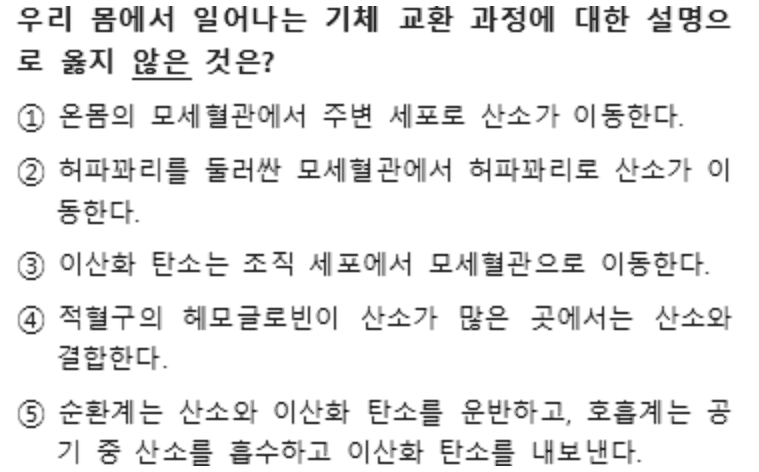 우리 몸에서 일어나는 기체 교환 과정에 대한 설명으
로 옳지 않은 것은?
① 온몸의 모세혈관에서 주변 세포로 산소가 이동한다.
② 허파꽈리를 둘러싼 모세혈관에서 허파꽈리로 산소가 이
동한다.
③ 이산화 탄소는 조직 세포에서 모세혈관으로 이동한다.
④ 적혈구의 헤모글로빈이 산소가 많은 곳에서는 산소와
결합한다.
⑤ 순환계는 산소와 이산화 탄소를 운반하고, 호흡계는 공
기 중 산소를 흡수하고 이산화 탄소를 내보낸다.